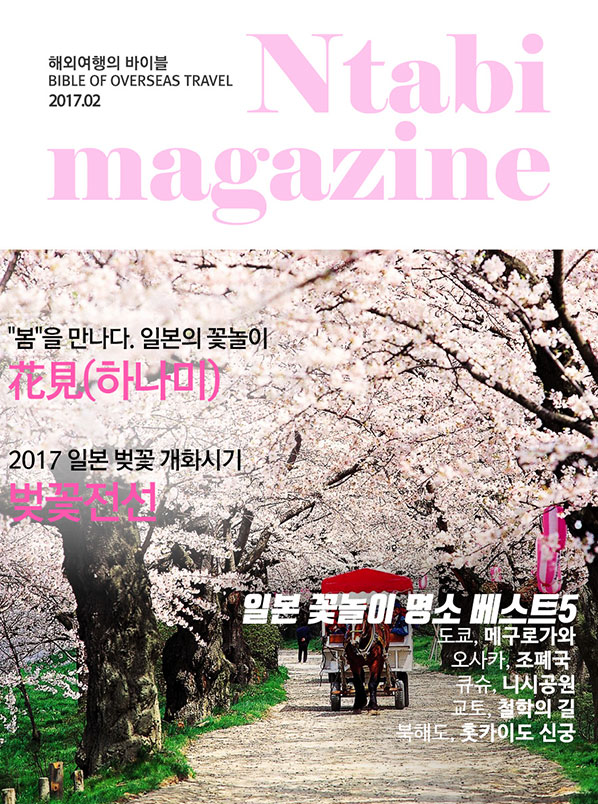 해외여행의 바이블
BIBLE OF OVERSEAS TRAVEL
2017.02
Ntabi
magazine
"봄"을 만나다. 일본의 꽃놀이
花見(하나미)
2017 일본 벚꽃 개화시기
벚꽃전선
일본 꽃놀이 명소 베스트5
도쿄, 메구로가와
오사카, 조폐국
큐슈, 니시공원
교토, 철학의 길
북해도, 홋카이도 신궁